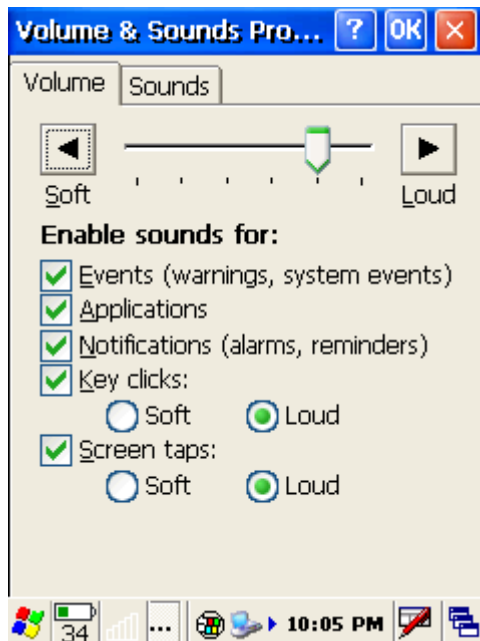 Volume & Sounds Pro... ? OK
Volume Sounds
Soft Loud
Enable sounds for:
Events (warnings, system events)
Applications
Notifications (alarms, reminders)
Key clicks:
Soft Loud
Screen taps:
Soft Loud
34 ... 10:05 PM